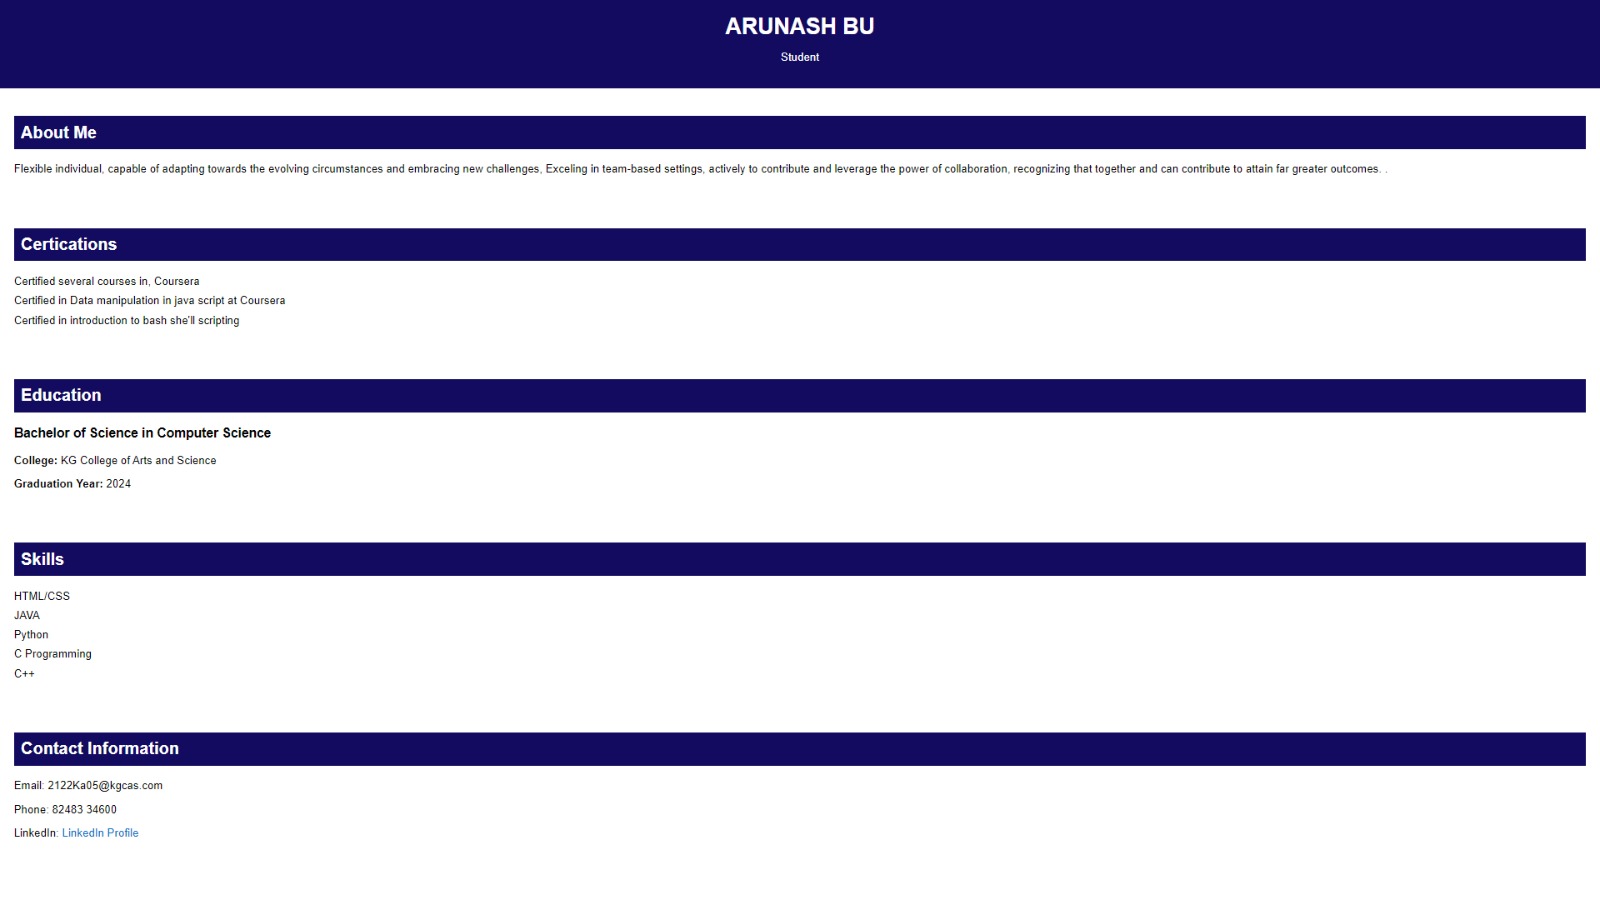 ARUNASH BU
Student
About Me
Flexible individual, capable of adapting towards the evolving circumstances and embracing new challenges, Exceling in team-based settings, actively to contribute and leverage the power of collaboration, recognizing that together and can contribute to attain far greater outcomes. .
Certications
Certified several courses in, Coursera
Certified in Data manipulation in java script at Coursera
Certified in introduction to bash she'll scripting
Education
Bachelor of Science in Computer Science
College: KG College of Arts and Science
Graduation Year: 2024
Skills
HTML/CSS
JAVA
Python
C Programming
C++
Contact Information
Email: 2122Ka05@kgcas.com
Phone: 82483 34600
LinkedIn: LinkedIn Profile